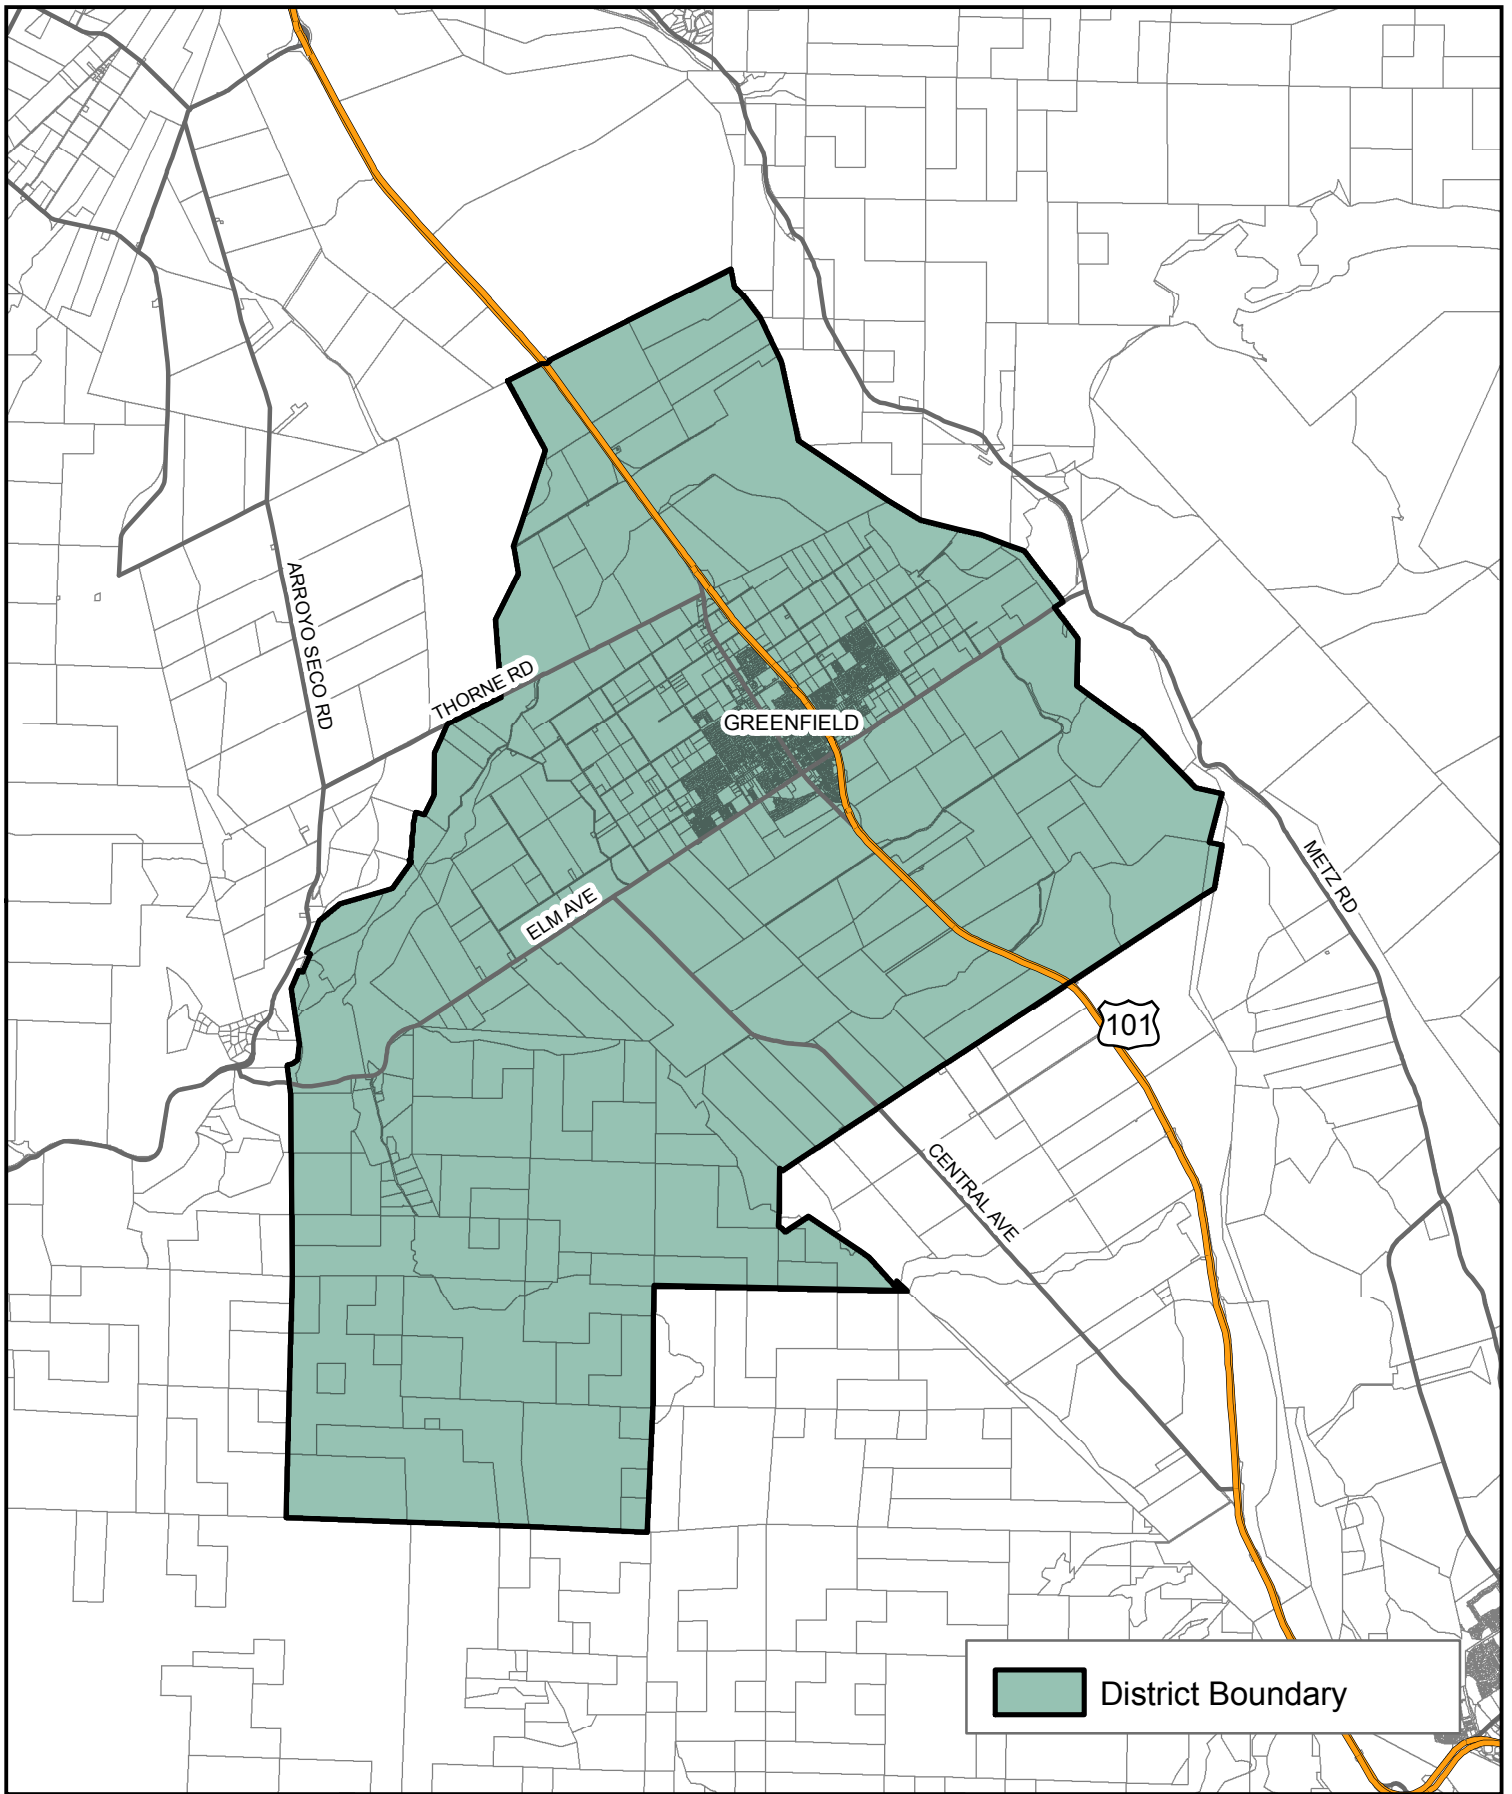 ARROYO SECO RD
THORNE RD
GREENFIELD
ELM AVE
METZ RD
101
CENTRAL AVE
District Boundary